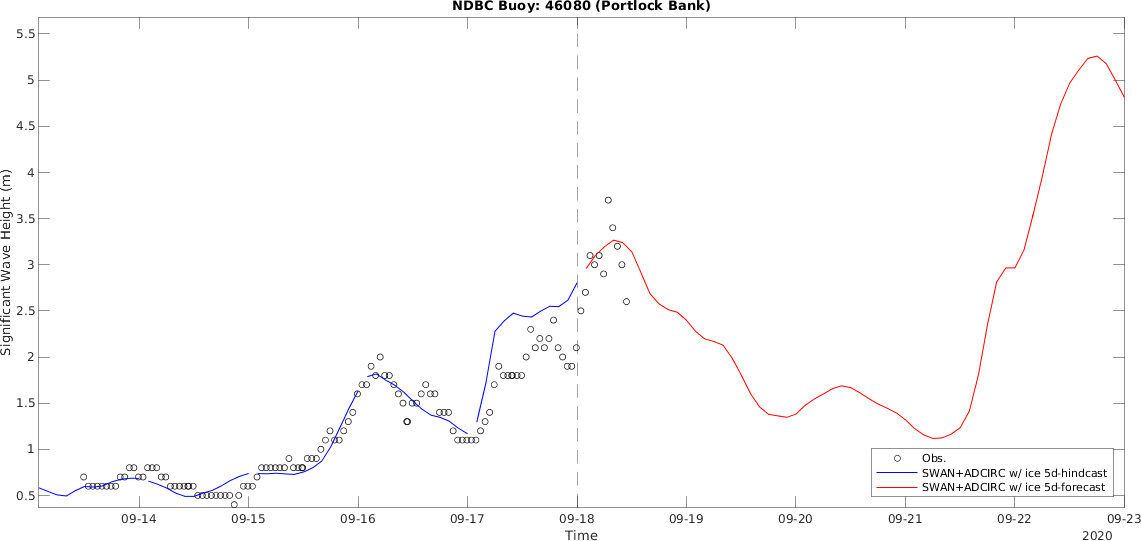 NDBC Buoy: 46080 (Portlock Bank)
5.5
5
4.5
4
3.5
3
2.5
2
1.5
1
0.5
Significant Wave Height (m)
Obs.
SWAN+ADCIRC w/ ice 5d-hindcast
SWAN+ADCIRC w/ ice 5d-forecast
09-14 09-15 09-16 09-17 09-18 09-19 09-20 09-21 09-22 09-23
Time
2020